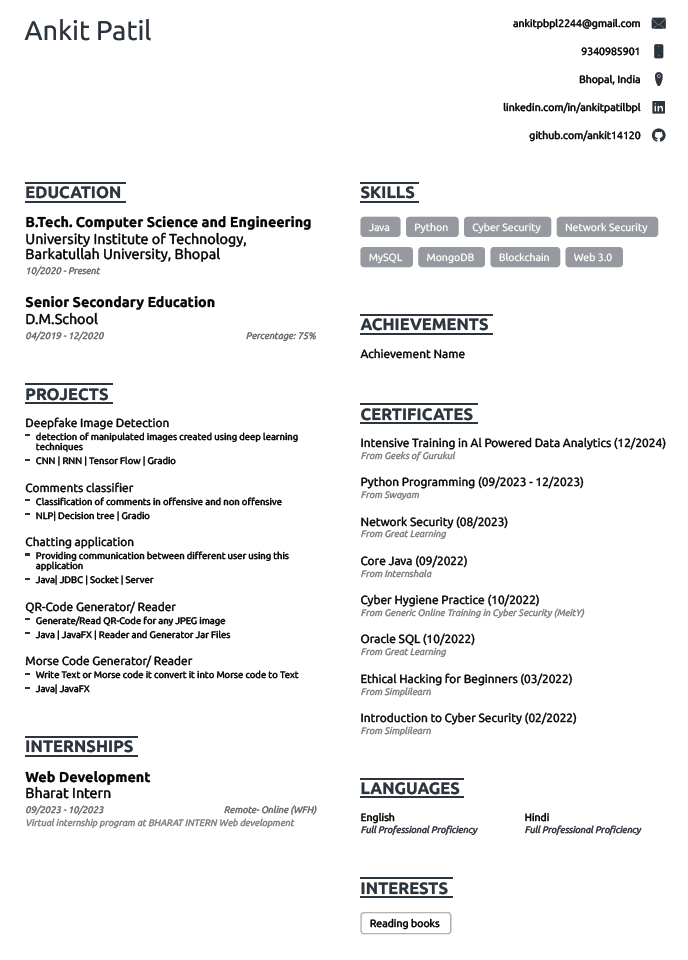 Ankit Patil
ankitpbpl2244@gmail.com
9340985901
Bhopal, India
linkedin.com/in/ankitpatilbpl
github.com/ankit14120
EDUCATION
B.Tech. Computer Science and Engineering
University Institute of Technology,
Barkatullah University, Bhopal
10/2020 - Present
Senior Secondary Education
D.M.School
04/2019 - 12/2020 Percentage: 75%
PROJECTS
Deepfake Image Detection
– detection of manipulated images created using deep learning
techniques
– CNN | RNN | Tensor Flow | Gradio
Comments classifier
– Classification of comments in offensive and non offensive
– NLP| Decision tree | Gradio
Chatting application
– Providing communication between different user using this
application
– Java| JDBC | Socket | Server
QR-Code Generator/ Reader
– Generate/Read QR-Code for any JPEG image
– Java | JavaFX | Reader and Generator Jar Files
Morse Code Generator/ Reader
– Write Text or Morse code it convert it into Morse code to Text
– Java| JavaFX
INTERNSHIPS
Web Development
Bharat Intern
09/2023 - 10/2023 Remote- Online (WFH)
Virtual internship program at BHARAT INTERN Web development
SKILLS
Java Python Cyber Security Network Security
MySQL MongoDB Blockchain Web 3.0
ACHIEVEMENTS
Achievement Name
CERTIFICATES
Intensive Training in Al Powered Data Analytics (12/2024)
From Geeks of Gurukul
Python Programming (09/2023 - 12/2023)
From Swayam
Network Security (08/2023)
From Great Learning
Core Java (09/2022)
From Internshala
Cyber Hygiene Practice (10/2022)
From Generic Online Training in Cyber Security (MeitY)
Oracle SQL (10/2022)
From Great Learning
Ethical Hacking for Beginners (03/2022)
From Simplilearn
Introduction to Cyber Security (02/2022)
From Simplilearn
LANGUAGES
English Hindi
Full Professional Proficiency Full Professional Proficiency
INTERESTS
Reading books